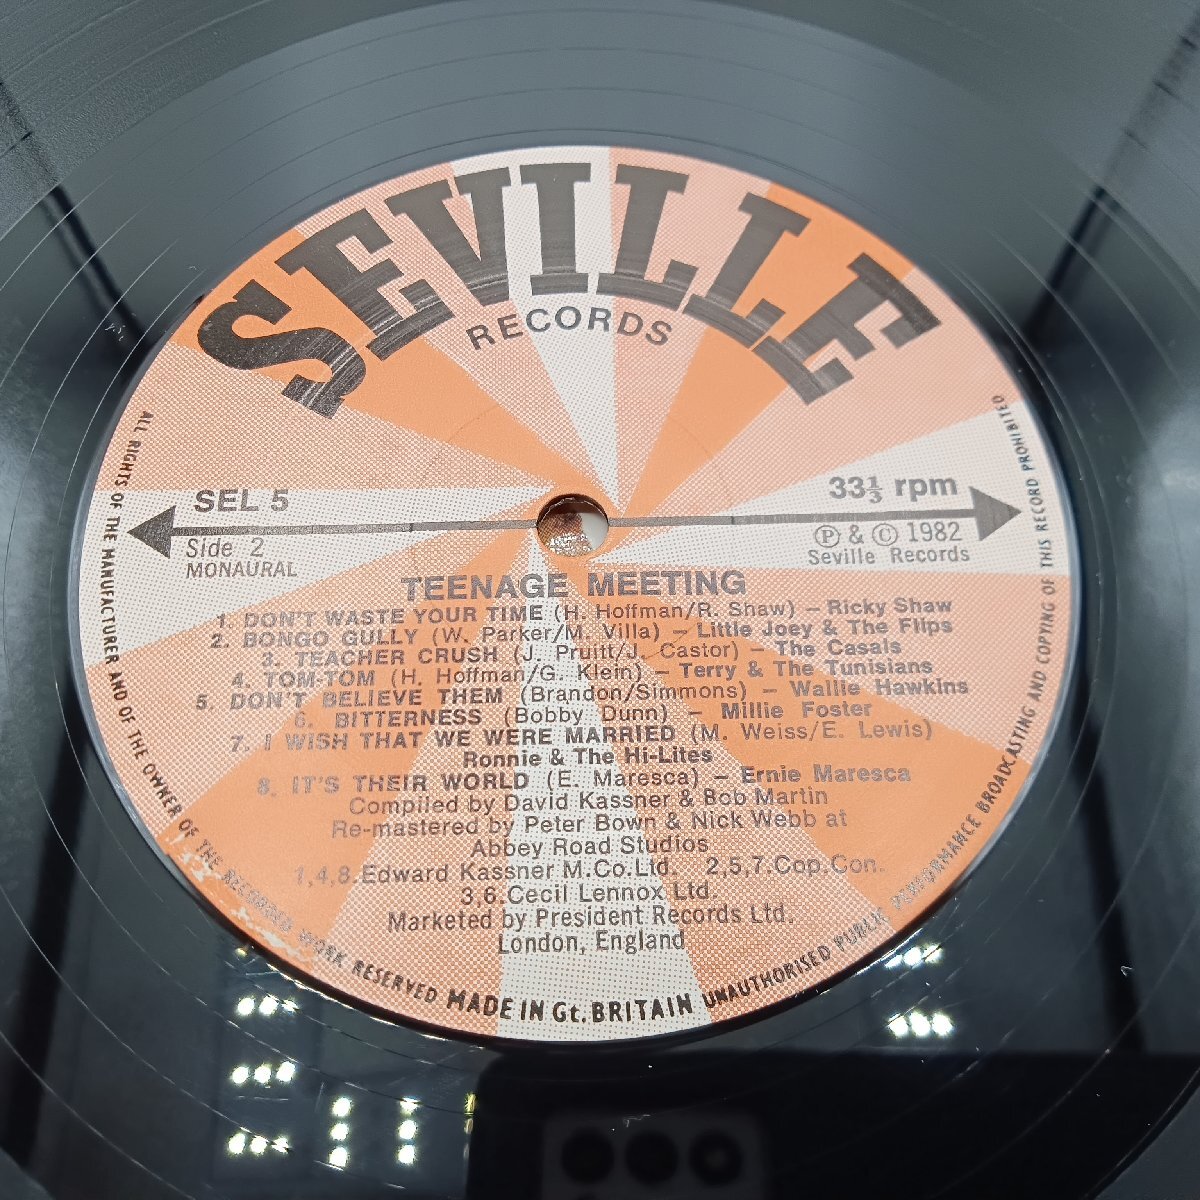 SEVILLE
RECORDS
SEL 5
Side 2
MONAURAL
33⅓ rpm
Ⓟ & © 1982
Seville Records
TEENAGE MEETING
1. DON'T WASTE YOUR TIME (H. Hoffman/R. Shaw) – Ricky Shaw
2. BONGO GULLY (W. Parker/M. Villa) – Little Joey & The Flips
3. TEACHER CRUSH (J. Pruitt/J. Castor) – The Casals
4. TOM-TOM (H. Hoffman/G. Klein) – Terry & The Tunisians
5. DON'T BELIEVE THEM (Brandon/Simmons) – Wallie Hawkins
6. BITTERNESS (Bobby Dunn) – Millie Foster
7. I WISH THAT WE WERE MARRIED (M. Weiss/E. Lewis)
Ronnie & The Hi-Lites
8. IT'S THEIR WORLD (E. Maresca) – Ernie Maresca
Compiled by David Kassner & Bob Martin
Re-mastered by Peter Bown & Nick Webb at
Abbey Road Studios
1,4,8.Edward Kassner M.Co.Ltd. 2,5,7.Cop.Con.
3,6.Cecil Lennox Ltd
Marketed by President Records Ltd.
London, England
ALL RIGHTS OF THE MANUFACTURER AND OF THE OWNER OF THE RECORDED WORK RESERVED MADE IN Gt. BRITAIN UNAUTHORISED PUBLIC PERFORMANCE BROADCASTING AND COPYING OF THIS RECORD PROHIBITED